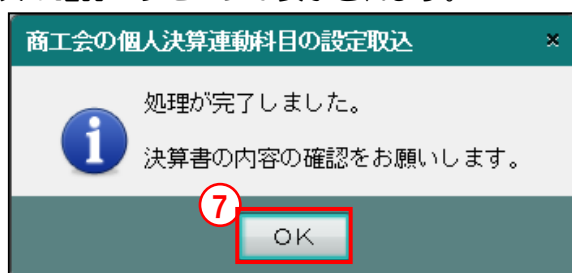 商工会の個人決算連動科目の設定取込 ×
処理が完了しました。
決算書の内容の確認をお願いします。
⑦
OK